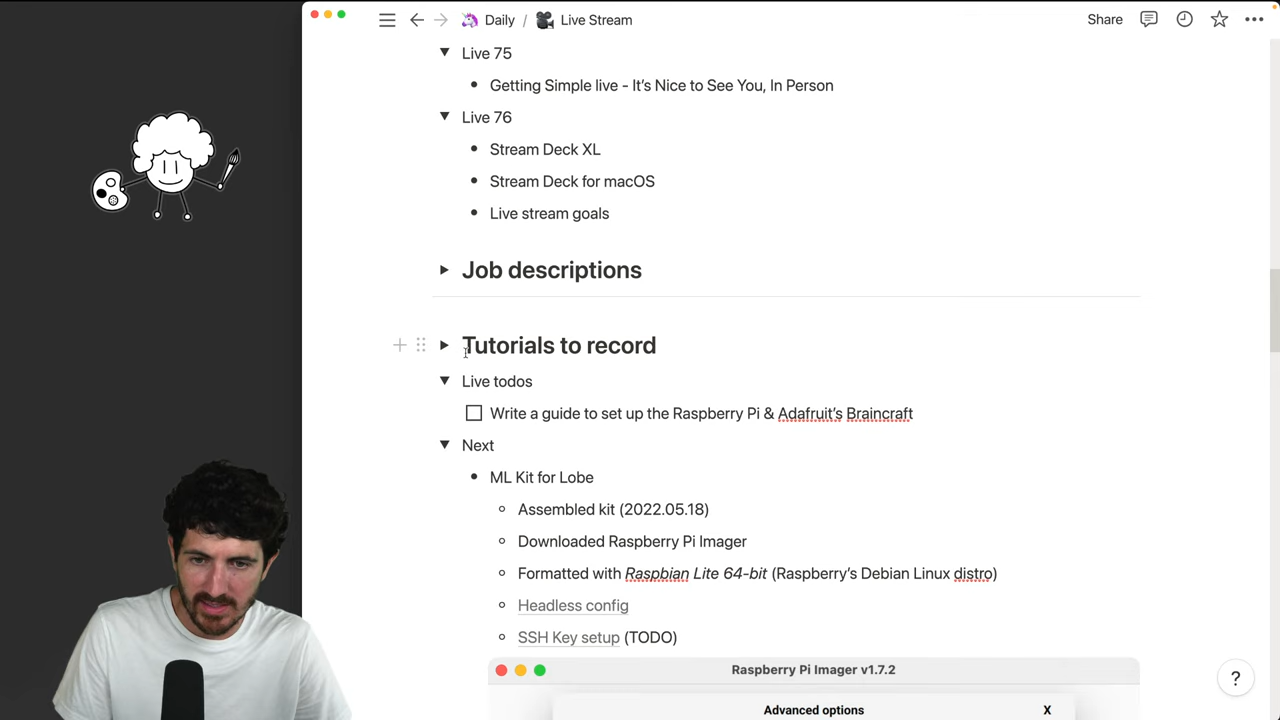 Daily / Live Stream
Share
Live 75
Getting Simple live - It's Nice to See You, In Person
Live 76
Stream Deck XL
Stream Deck for macOS
Live stream goals
Job descriptions
Tutorials to record
Live todos
Write a guide to set up the Raspberry Pi & Adafruit's Braincraft
Next
ML Kit for Lobe
Assembled kit (2022.05.18)
Downloaded Raspberry Pi Imager
Formatted with Raspbian Lite 64-bit (Raspberry's Debian Linux distro)
Headless config
SSH Key setup (TODO)
Raspberry Pi Imager v1.7.2
Advanced options X
?